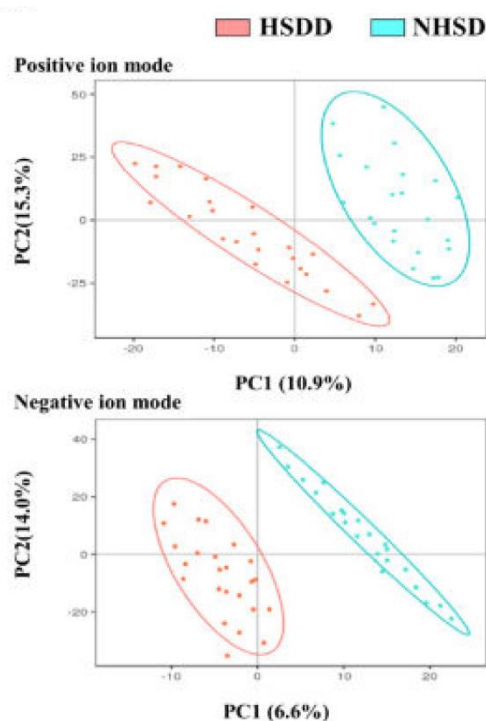 HSDD NHSD
Positive ion mode
50
25
0
-25
PC2(15.3%)
-20 -10 0 10 20
PC1 (10.9%)
Negative ion mode
40
20
0
-20
PC2(14.0%)
-10 0 10 20
PC1 (6.6%)